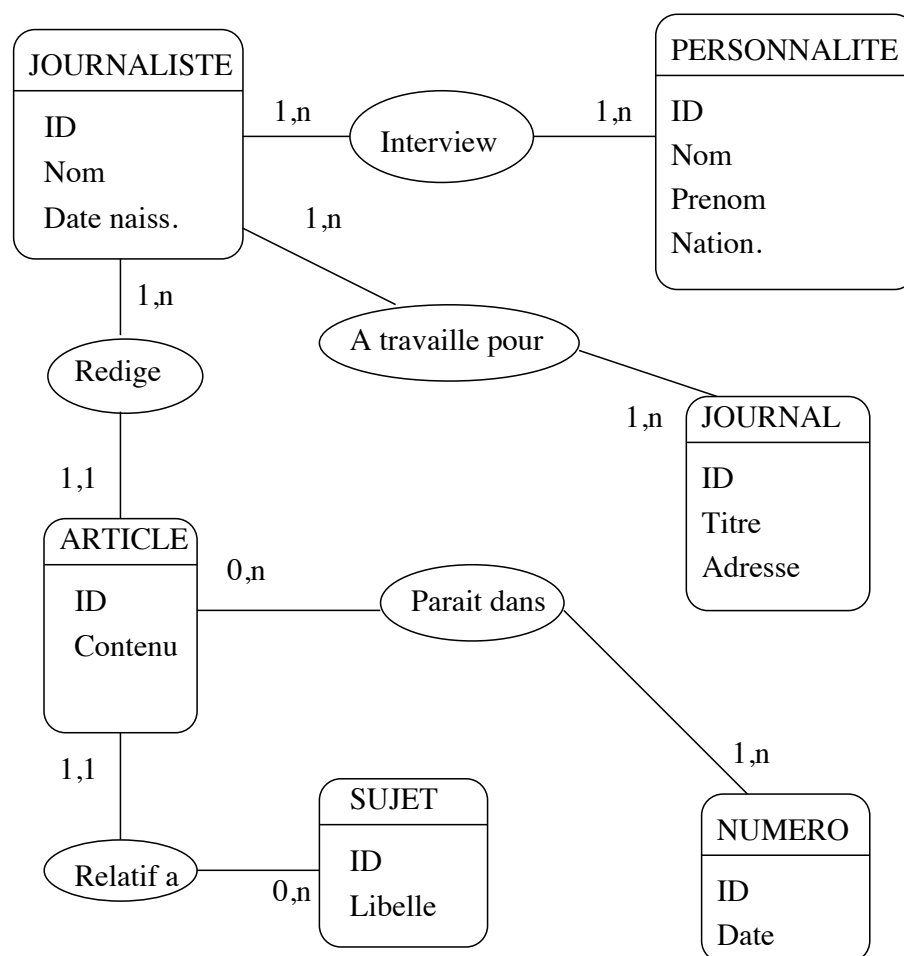 JOURNALISTE
ID
Nom
Date naiss.
1,n
Interview
1,n
PERSONNALITE
ID
Nom
Prenom
Nation.
1,n
A travaille pour
1,n
JOURNAL
ID
Titre
Adresse
1,n
Redige
1,1
ARTICLE
ID
Contenu
0,n
Parait dans
1,n
NUMERO
ID
Date
1,1
Relatif a
0,n
SUJET
ID
Libelle